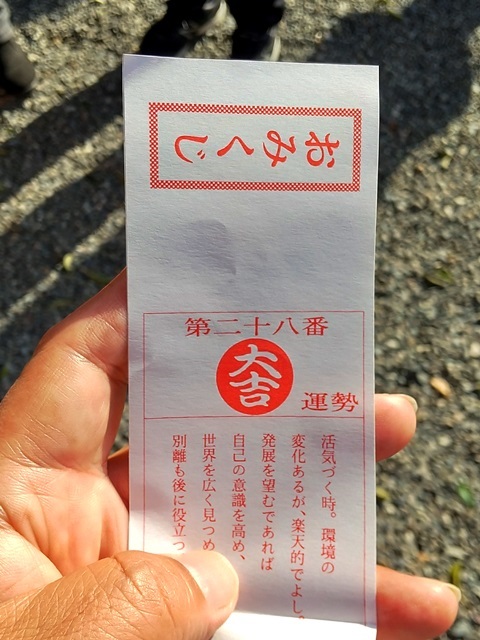 おみくじ
第二十八番
大吉
運勢
活気づく時。環境の
変化あるが、楽天的でよし。
発展を望むであれば
自己の意識を高め、
世界を広く見つめ
別離も後に役立つ